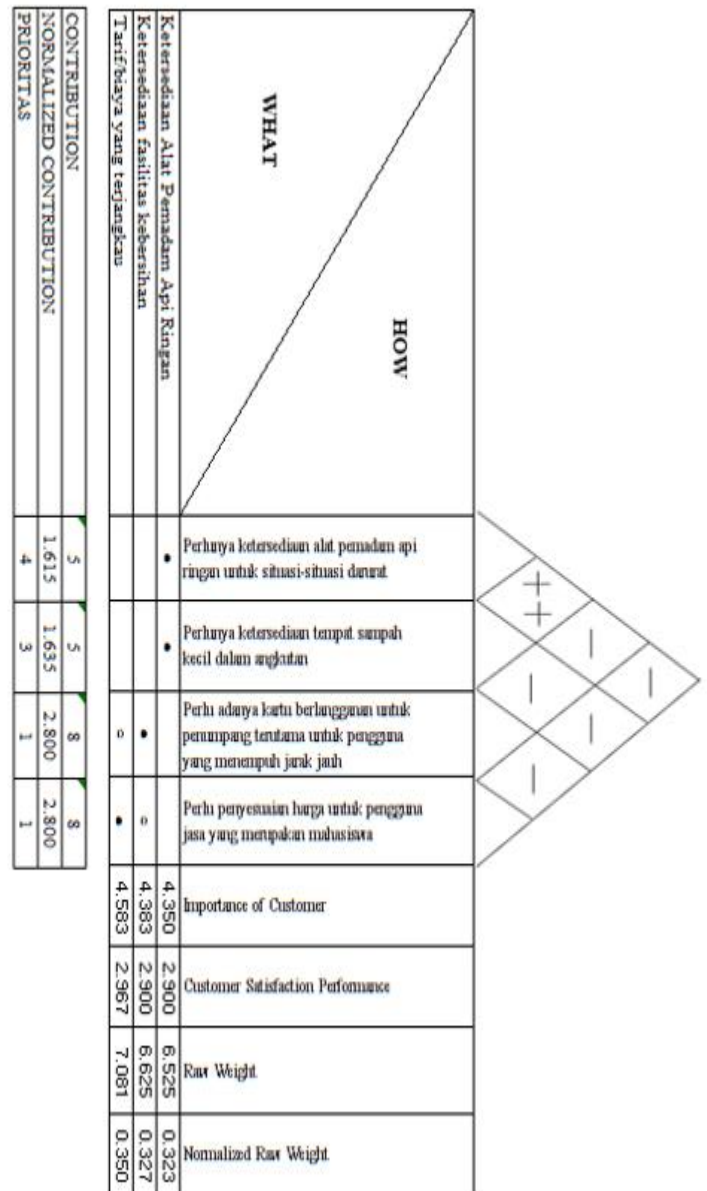 —
— —
++ — —
HOW
WHAT
Perlunya ketersediaan alat pemadam api
ringan untuk situasi-situasi darurat
Perlunya ketersediaan tempat sampah
kecil dalam angkutan
Perlu adanya kartu berlangganan untuk
penumpang terutama untuk pengguna
yang menempuh jarak jauh
Perlu penyesuaian harga untuk pengguna
jasa yang merupakan mahasiswa
Importance of Customer
Customer Satisfaction Performance
Raw Weight
Normalized Raw Weight
Ketersediaan Alat Pemadam Api Ringan ● ● 4.350 2.900 6.525 0.323
Ketersediaan fasilitas kebersihan ● ○ 4.383 2.900 6.625 0.327
Tarif/biaya yang terjangkau ○ ● 4.583 2.967 7.081 0.350
CONTRIBUTION 5 5 8 8
NORMALIZED CONTRIBUTION 1.615 1.635 2.800 2.800
PRIORITAS 4 3 1 1